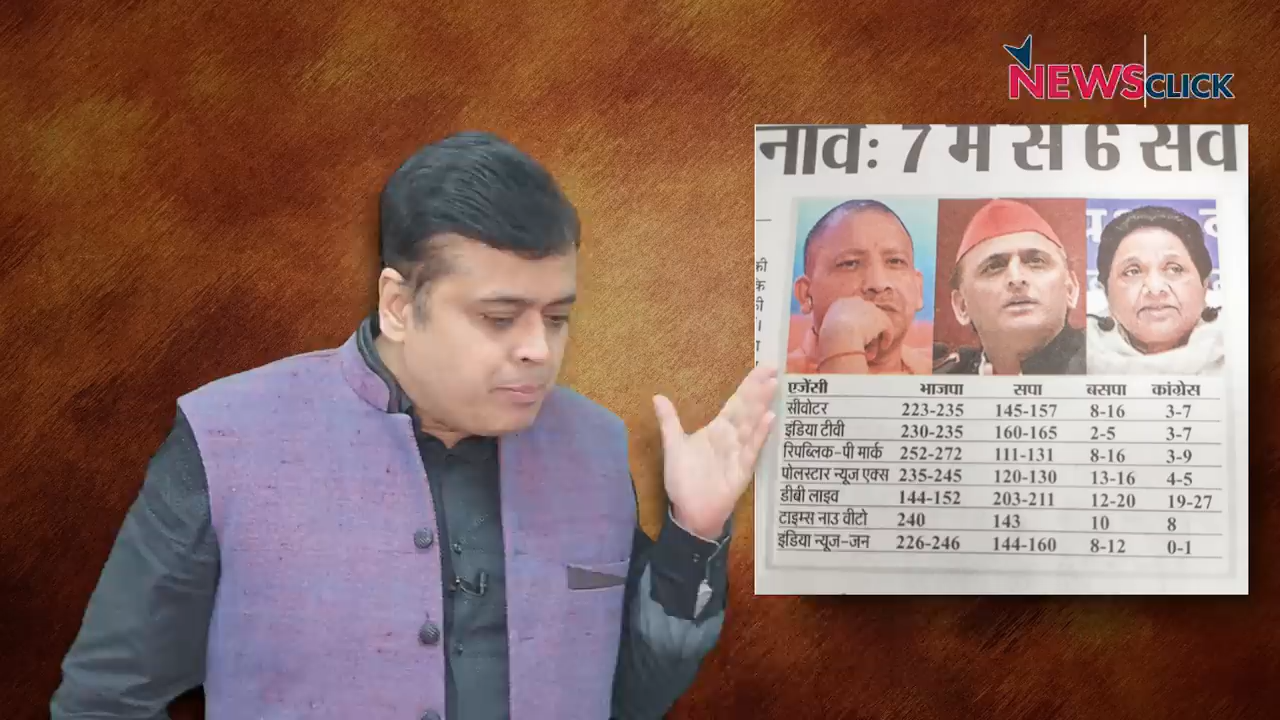 NEWSCLICK
नाव: 7 में से 6 सर्व
एजेंसी भाजपा सपा बसपा कांग्रेस
सीवोटर 223-235 145-157 8-16 3-7
इंडिया टीवी 230-235 160-165 2-5 3-7
रिपब्लिक-पी मार्क 252-272 111-131 8-16 3-9
पोलस्टार न्यूज एक्स 235-245 120-130 13-16 4-5
डीबी लाइव 144-152 203-211 12-20 19-27
टाइम्स नाउ वीटो 240 143 10 8
इंडिया न्यूज-जन 226-246 144-160 8-12 0-1